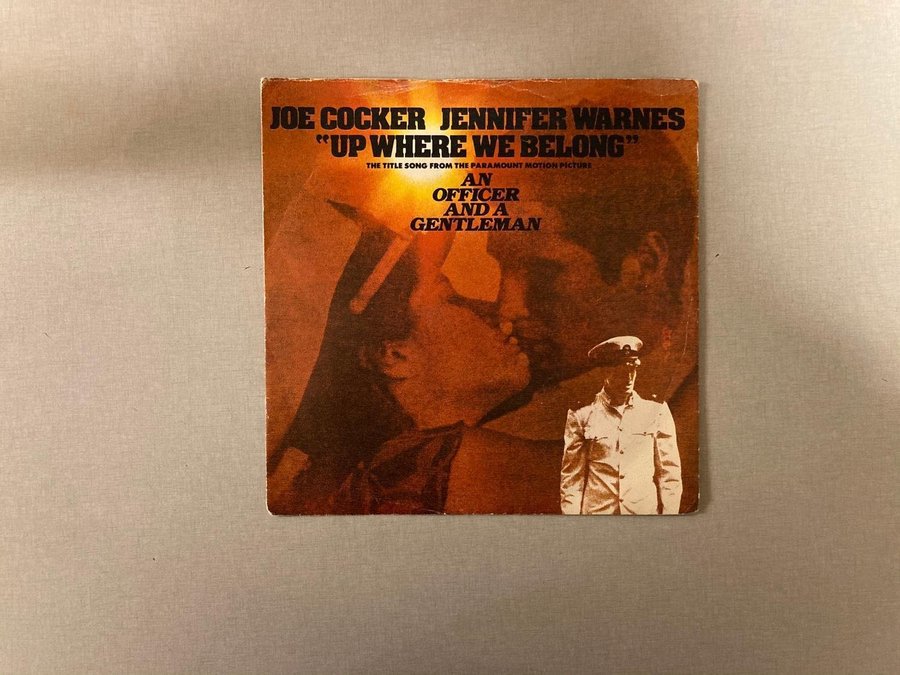 JOE COCKER JENNIFER WARNES
"UP WHERE WE BELONG"
THE TITLE SONG FROM THE PARAMOUNT MOTION PICTURE
AN
OFFICER
AND A
GENTLEMAN